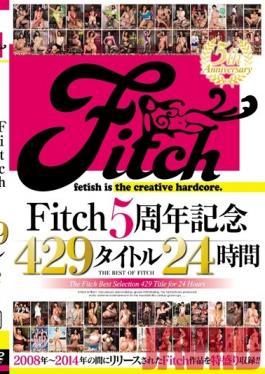 5th
Anniversary
Fitch
fetish is the creative hardcore.
Fitch5周年記念
429タイトル24時間
THE BEST OF FITCH
The Fitch Best Selection 429 Title for 24 Hours
2008年～2014年の間にリリースされたFitch作品を特盛り収録!!
Fitch
9